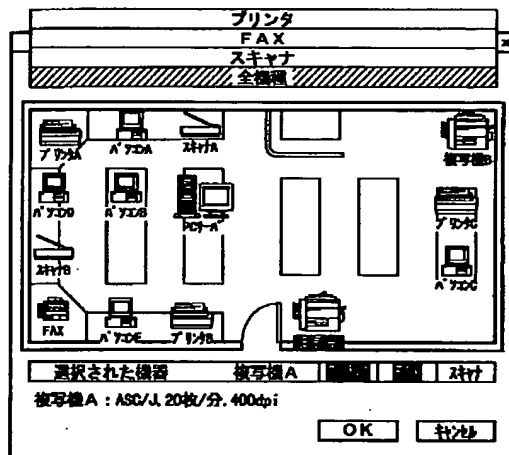 プリンタ
FAX
スキャナ
全機種
プリンタA
パソコンA
スキャナA
複写機B
パソコンD
パソコンB
PCサーバ
プリンタC
スキャナB
パソコンC
FAX
パソコンE
プリンタB
選択された機器 複写機A スキャナ
複写機A:ASC/J, 20枚/分, 400dpi
OK キャンセル